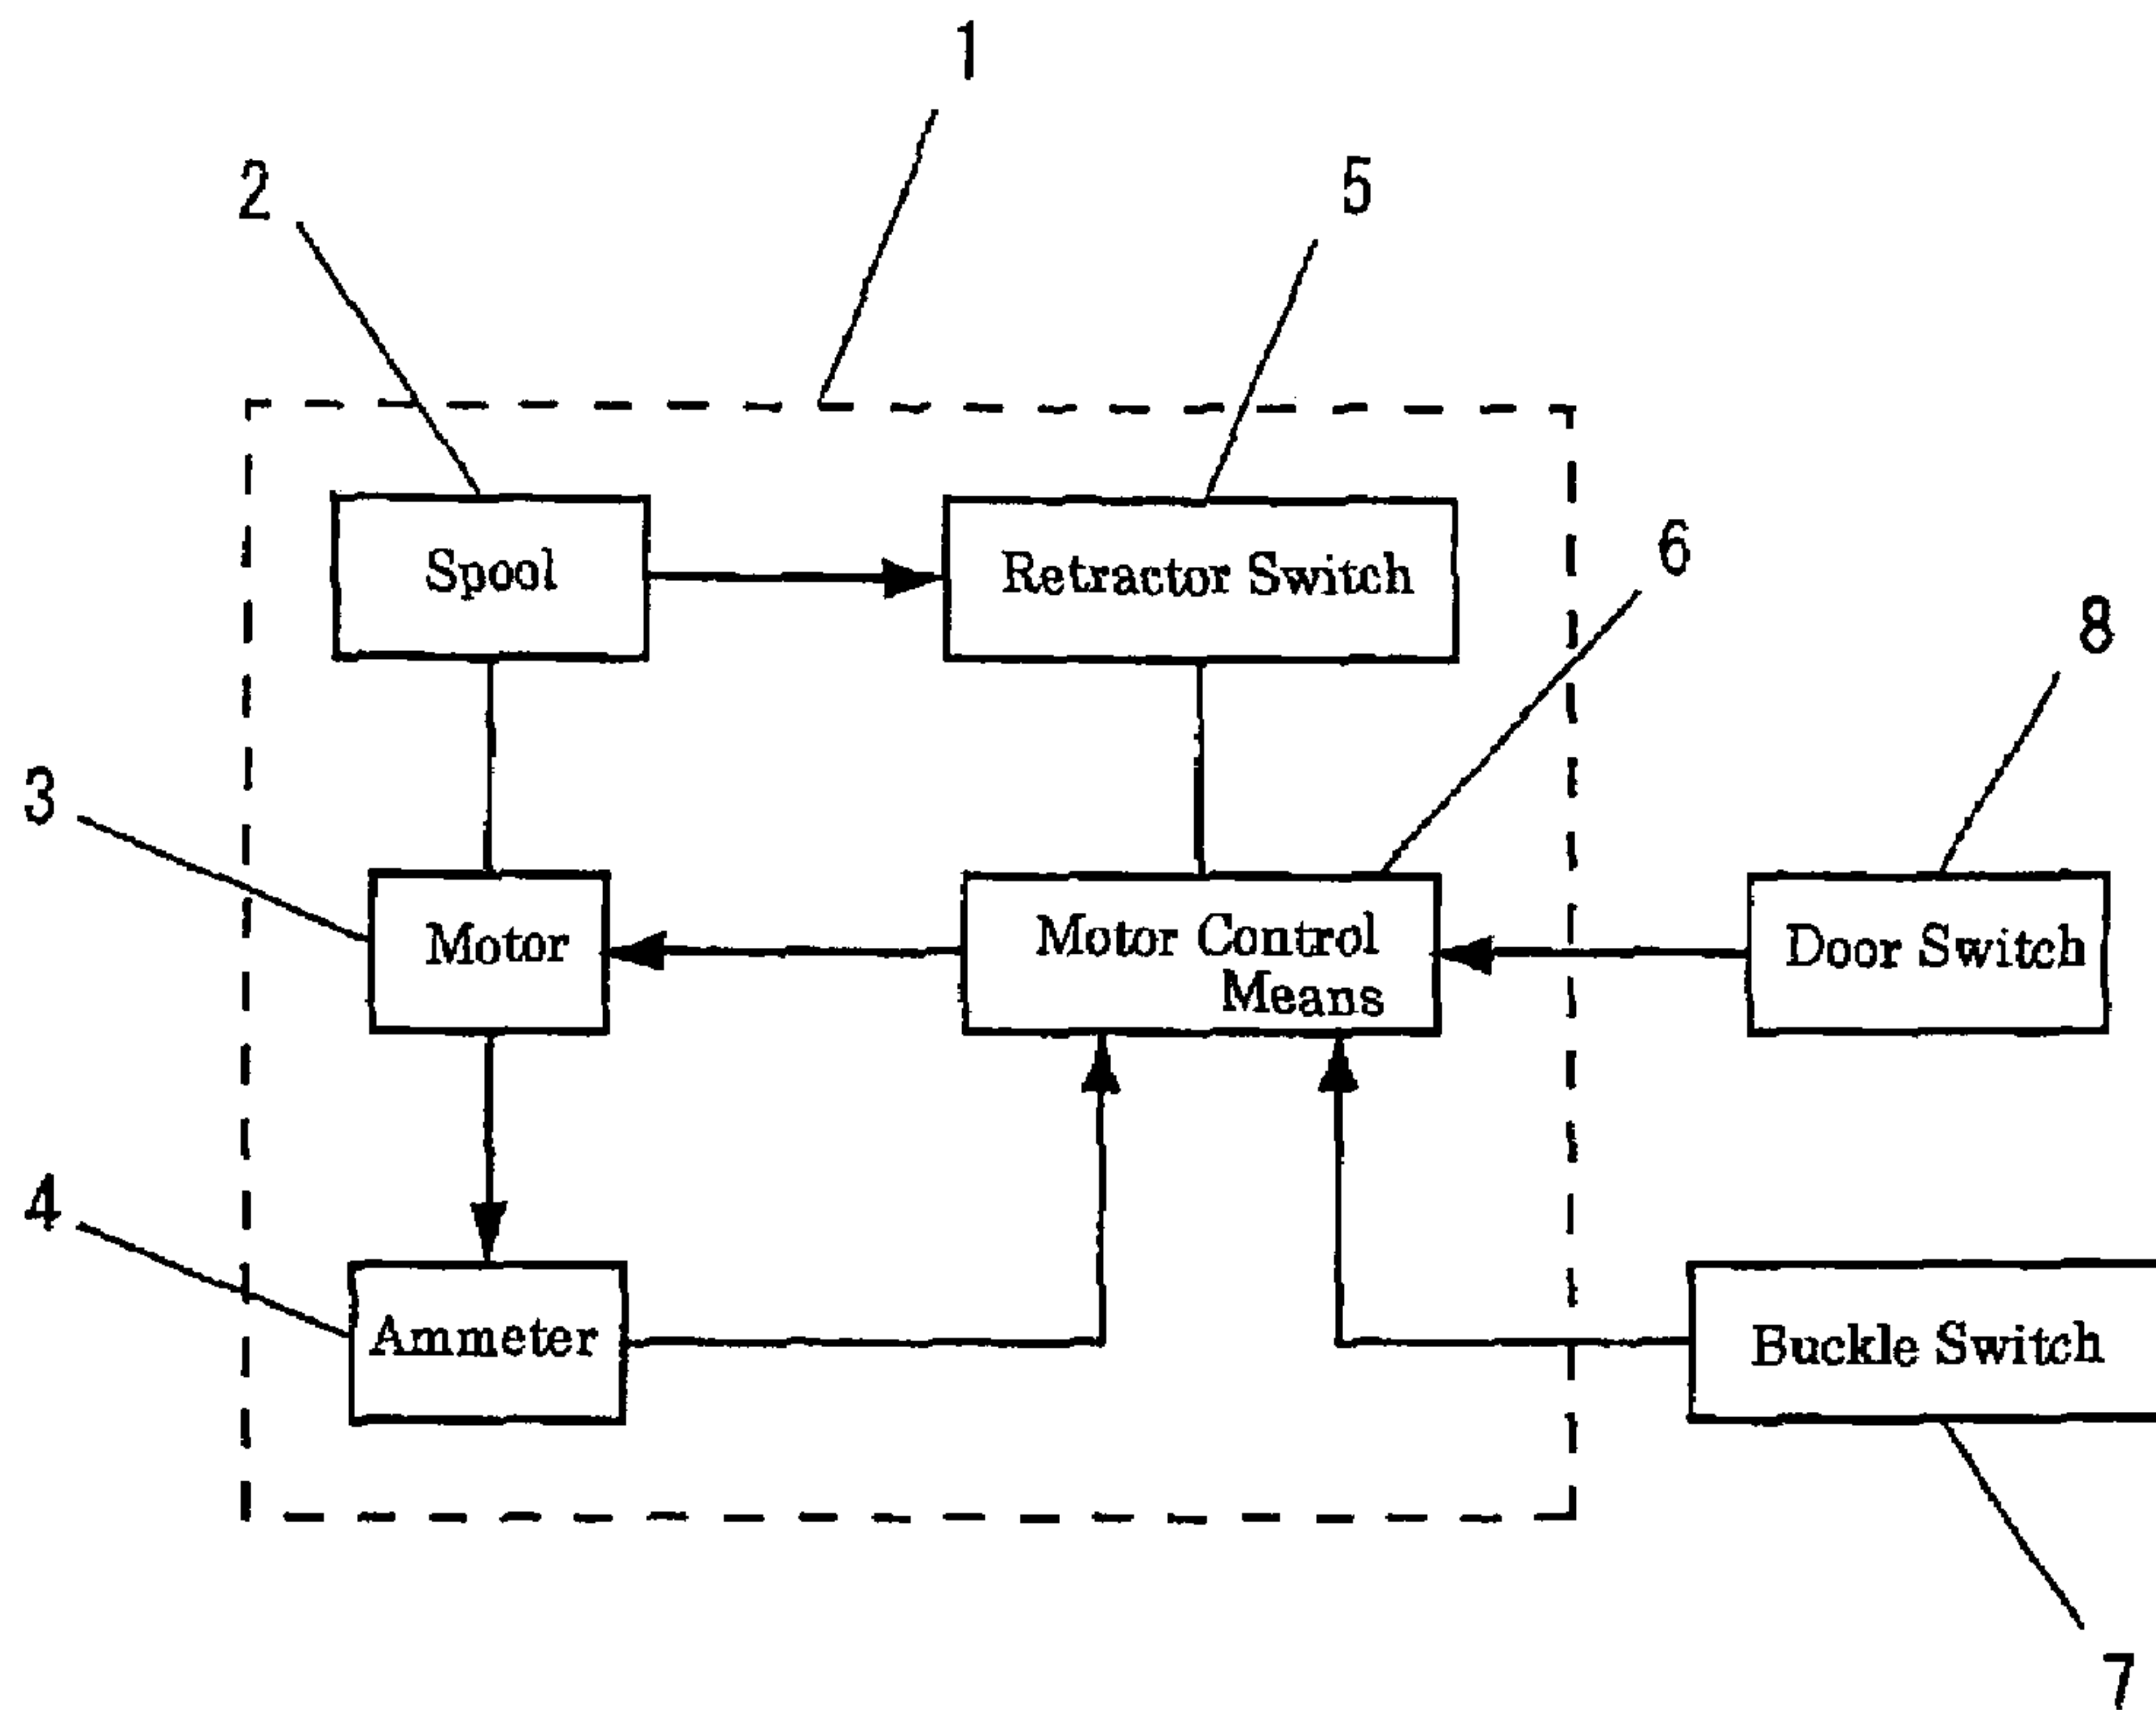 1
2
5
Spool
Retractor Switch
6
8
3
Motor
Motor Control
Means
Door Switch
4
Ammeter
Buckle Switch
7